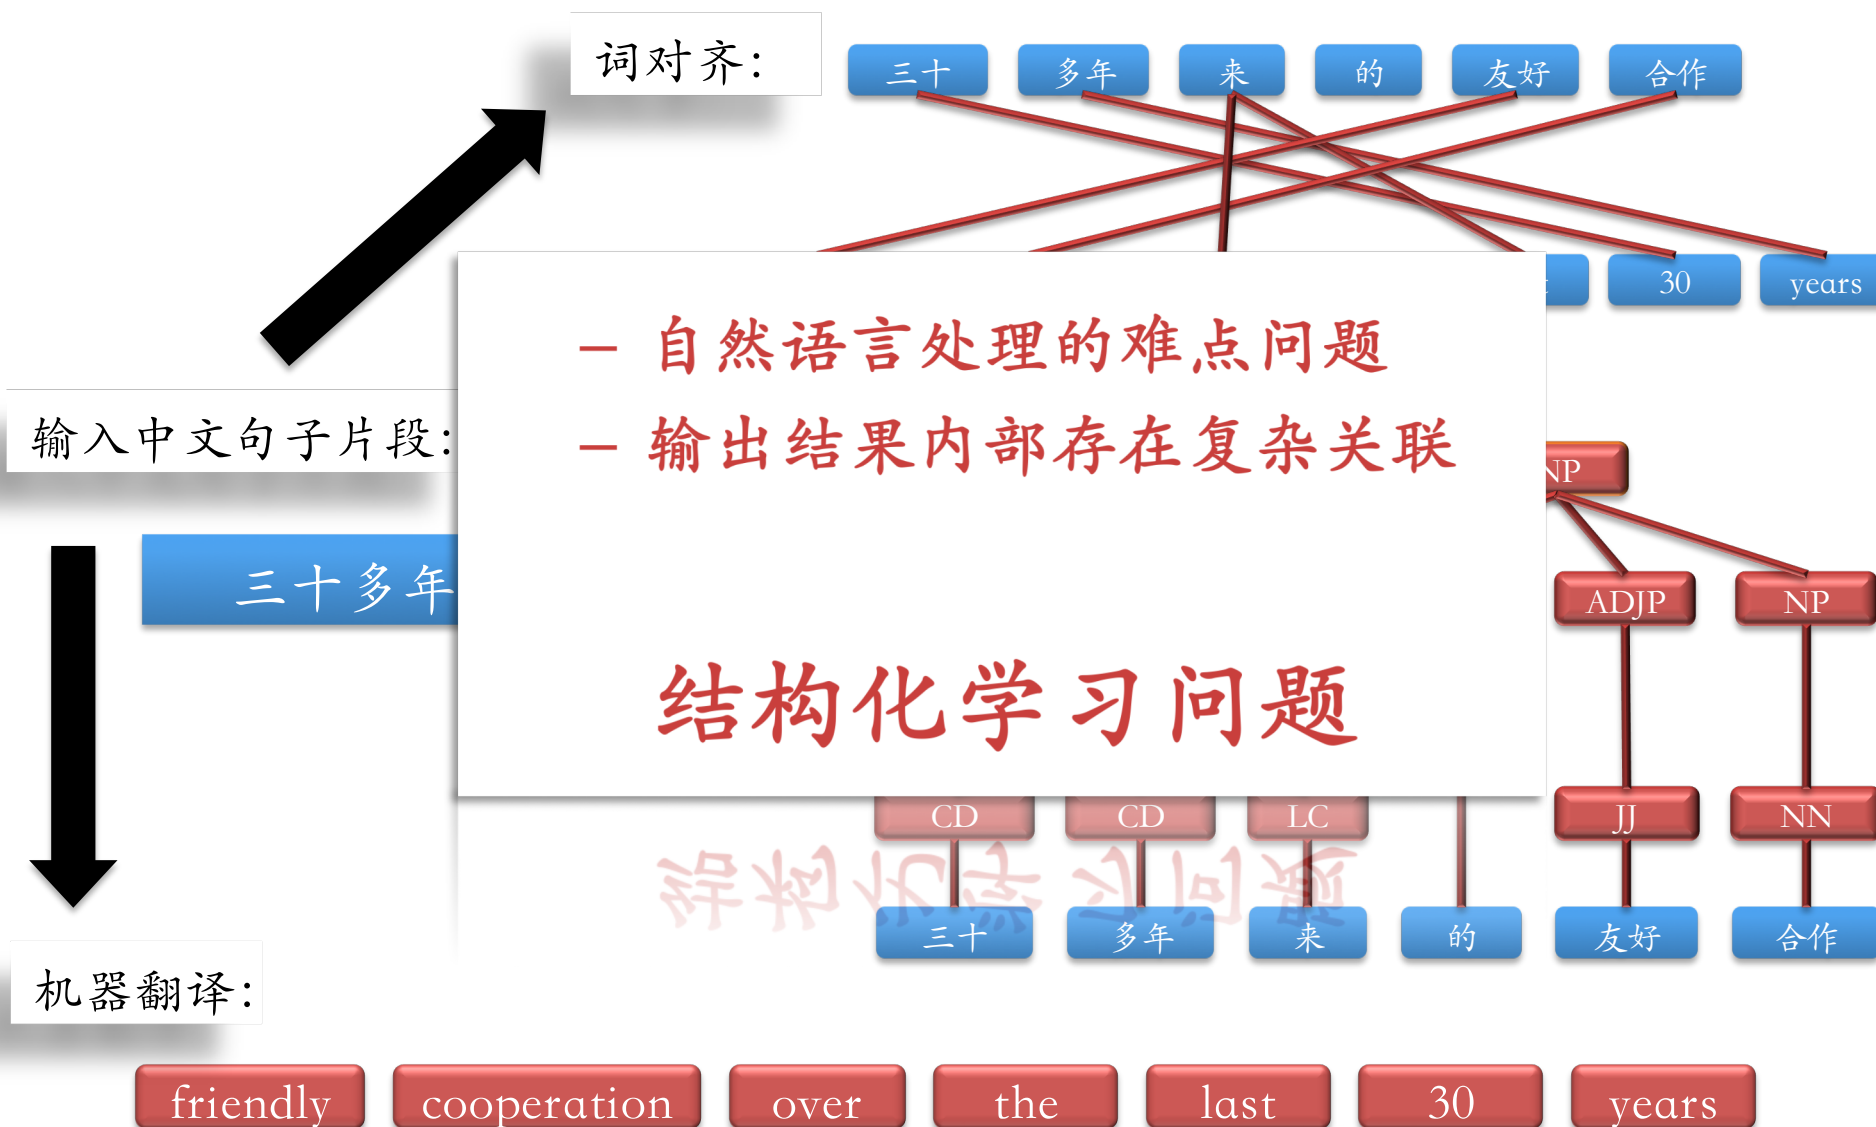 词对齐:
三十 多年 来 的 友好 合作
30 years
自然语言处理的难点问题
输入中文句子片段:
输出结果内部存在复杂关联
NP
三十多年
ADJP NP
结构化学习问题
CD CD LC JJ NN
三十 多年 来 的 友好 合作
机器翻译:
friendly cooperation over the last 30 years